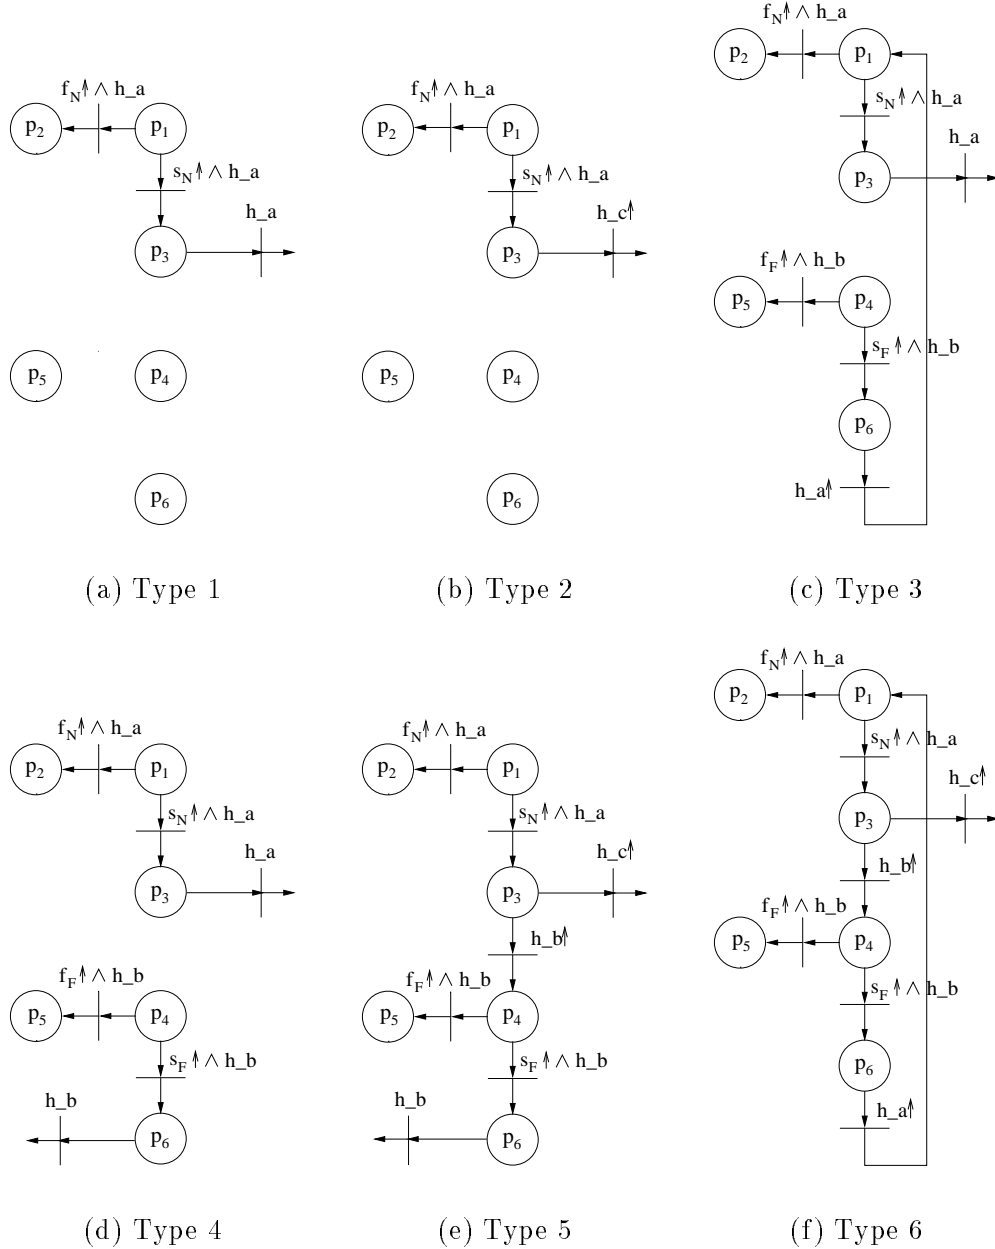 f_N↑ ∧ h_a
p_2
p_1
s_N↑ ∧ h_a
h_a
p_3
p_5
p_4
p_6
(a) Type 1
f_N↑ ∧ h_a
p_2
p_1
s_N↑ ∧ h_a
h_c↑
p_3
p_5
p_4
p_6
(b) Type 2
f_N↑ ∧ h_a
p_2
p_1
s_N↑ ∧ h_a
h_a
p_3
f_F↑ ∧ h_b
p_5
p_4
s_F↑ ∧ h_b
p_6
h_a↑
(c) Type 3
f_N↑ ∧ h_a
p_2
p_1
s_N↑ ∧ h_a
h_a
p_3
f_F↑ ∧ h_b
p_5
p_4
s_F↑ ∧ h_b
h_b
p_6
(d) Type 4
f_N↑ ∧ h_a
p_2
p_1
s_N↑ ∧ h_a
h_c↑
p_3
h_b↑
f_F↑ ∧ h_b
p_5
p_4
s_F↑ ∧ h_b
h_b
p_6
(e) Type 5
f_N↑ ∧ h_a
p_2
p_1
s_N↑ ∧ h_a
h_c↑
p_3
h_b↑
f_F↑ ∧ h_b
p_5
p_4
s_F↑ ∧ h_b
p_6
h_a↑
(f) Type 6